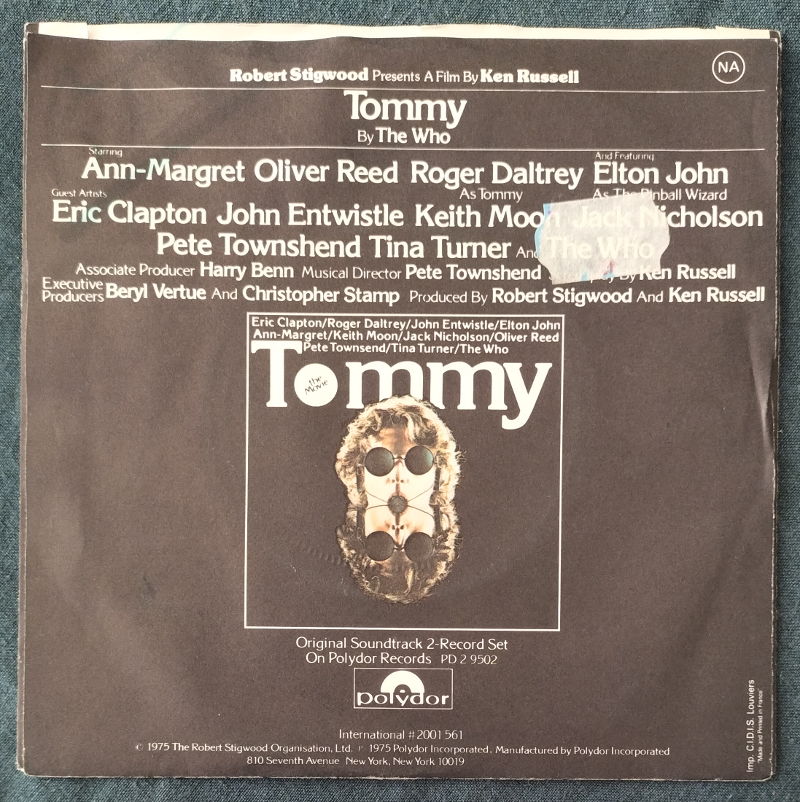 NA
Robert Stigwood Presents A Film By Ken Russell
Tommy
By The Who
Starring And Featuring
Ann-Margret Oliver Reed Roger Daltrey Elton John
Guest Artists As Tommy As The Pinball Wizard
Eric Clapton John Entwistle Keith Moon Jack Nicholson
Pete Townshend Tina Turner And The Who
Associate Producer Harry Benn Musical Director Pete Townshend By Ken Russell
Executive Producers Beryl Vertue And Christopher Stamp Produced By Robert Stigwood And Ken Russell
Eric Clapton/Roger Daltrey/John Entwistle/Elton John
Ann-Margret/Keith Moon/Jack Nicholson/Oliver Reed
Pete Townsend/Tina Turner/The Who
Tommy
the Movie
Original Soundtrack 2-Record Set
On Polydor Records PD 2 9502
polydor
International #2001 561
© 1975 The Robert Stigwood Organisation, Ltd. ℗ 1975 Polydor Incorporated. Manufactured by Polydor Incorporated
810 Seventh Avenue New York, New York 10019
Imp. C.I.D.I.S. Louviers
"Made and Printed in France"